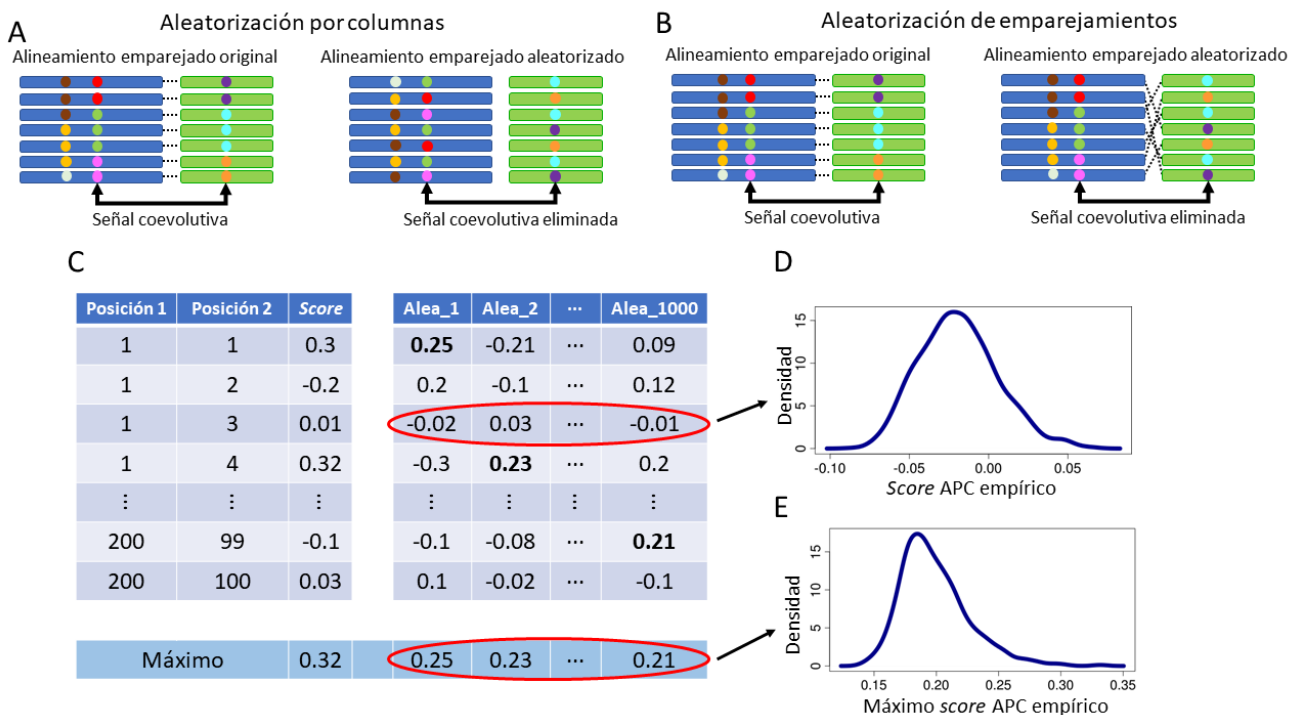 A
Aleatorización por columnas
Alineamiento emparejado original
Alineamiento emparejado aleatorizado
Señal coevolutiva
Señal coevolutiva eliminada
B
Aleatorización de emparejamientos
Alineamiento emparejado original
Alineamiento emparejado aleatorizado
Señal coevolutiva
Señal coevolutiva eliminada
C
Posición 1 Posición 2 Score Alea_1 Alea_2 ... Alea_1000
1 1 0.3 0.25 -0.21 ... 0.09
1 2 -0.2 0.2 -0.1 ... 0.12
1 3 0.01 -0.02 0.03 ... -0.01
1 4 0.32 -0.3 0.23 ... 0.2
⋮ ⋮ ⋮ ⋮ ⋮ ⋮ ⋮
200 99 -0.1 -0.1 -0.08 ... 0.21
200 100 0.03 0.1 -0.02 ... -0.1
Máximo 0.32 0.25 0.23 ... 0.21
D
Densidad
15
10
5
0
-0.10 -0.05 0.00 0.05
Score APC empírico
E
Densidad
15
10
5
0
0.15 0.20 0.25 0.30 0.35
Máximo score APC empírico